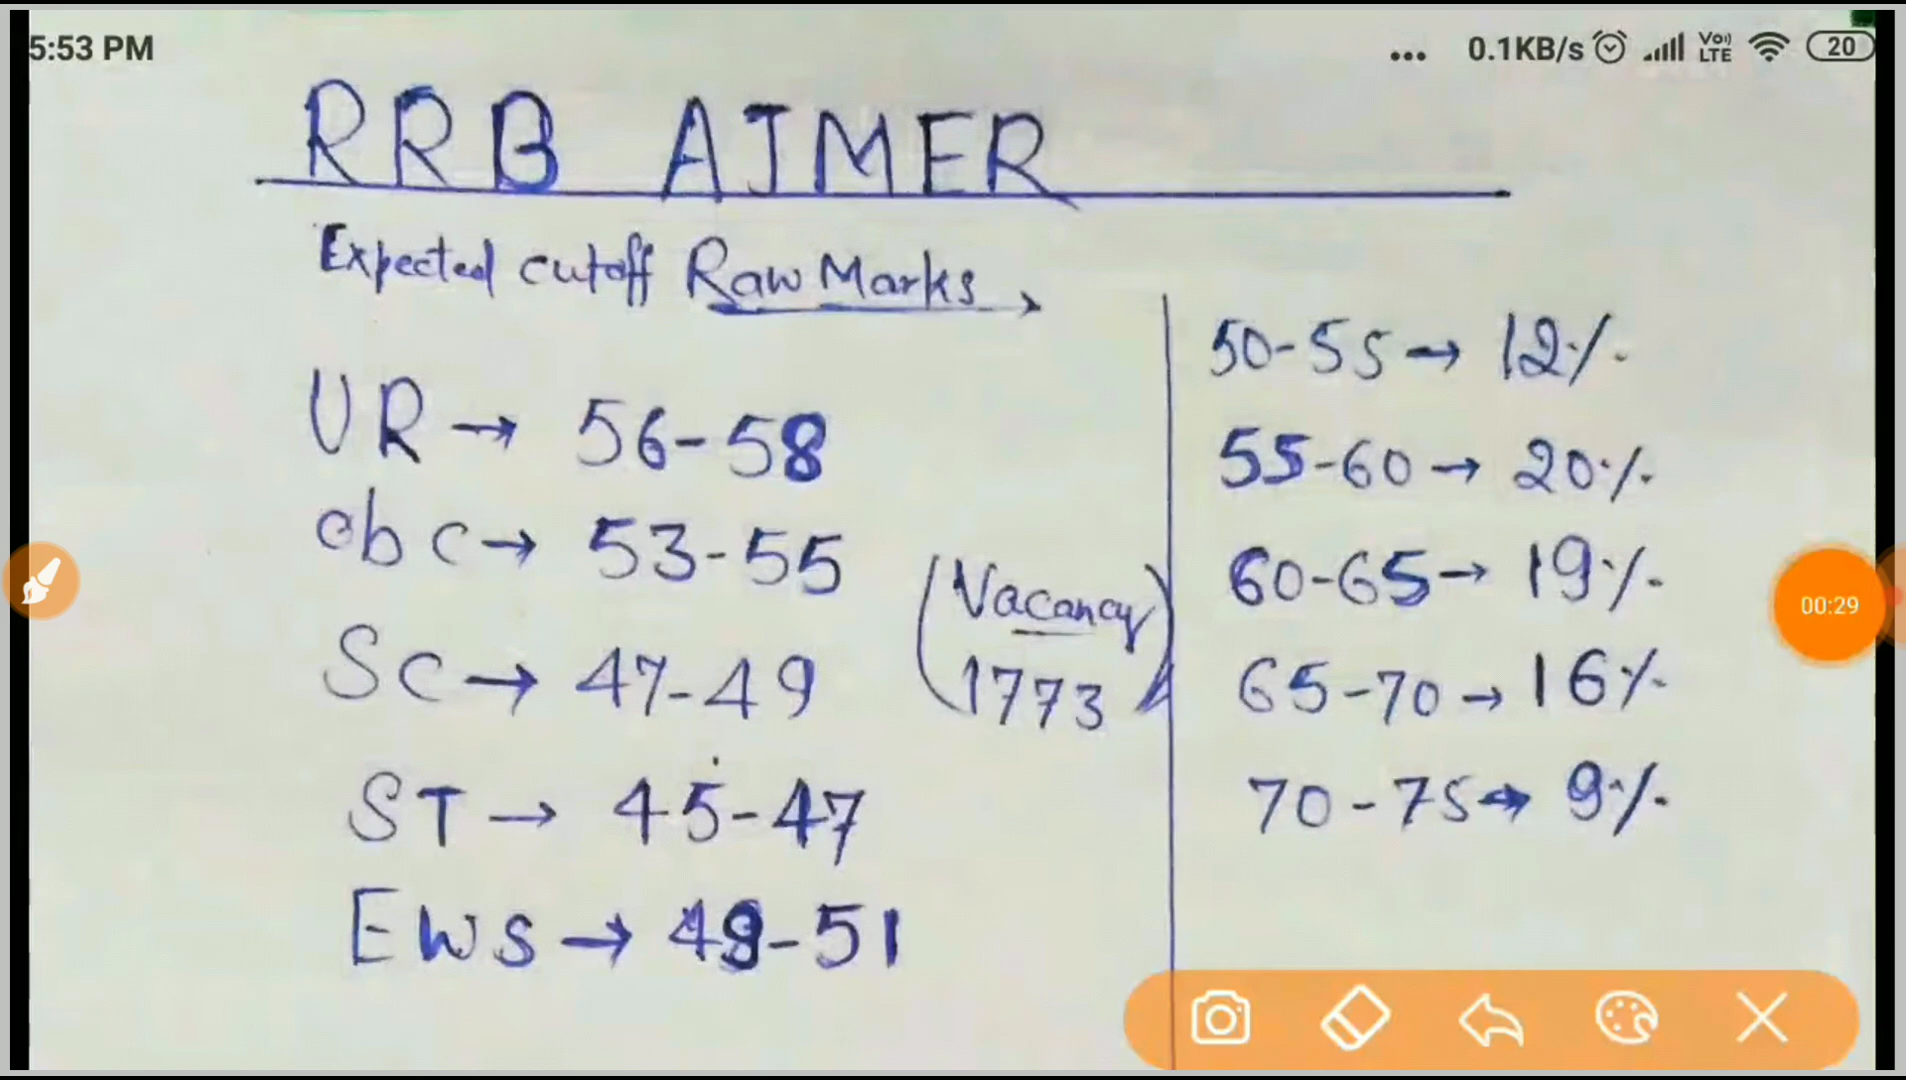 5:53 PM
... 0.1KB/s Vo) LTE 20
RRB AJMER
Expected cutoff Raw Marks →
UR → 56-58
obc → 53-55
SC → 47-49
ST → 45-47
EWS → 49-51
(Vacancy
1773)
50-55 → 12%
55-60 → 20%
60-65 → 19%
65-70 → 16%
70-75 → 9%
00:29